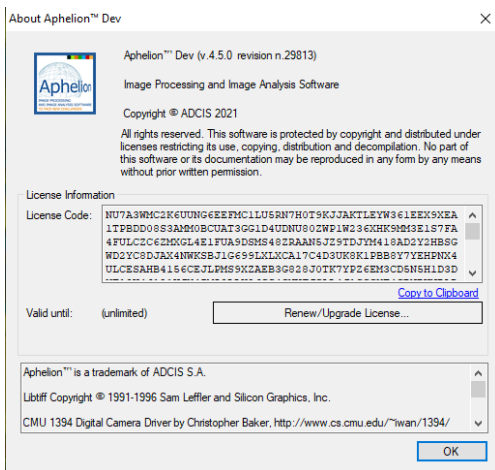 About Aphelion™ Dev
Aphelion™ Dev (v.4.5.0 revision n.29813)
Aphelion
Image Processing and Image Analysis Software
Copyright © ADCIS 2021
All rights reserved. This software is protected by copyright and distributed under
licenses restricting its use, copying, distribution and decompilation. No part of
this software or its documentation may be reproduced in any form by any means
without prior written permission.
License Information
License Code:
NU7A3WMC2K6UUNG6EEFMC1LU5RN7H0T9KJJAKTLEYW361EEX9XEA
1TPBDD08S3AMM0BCUAT3GG1D4UDNU80ZWP1W236XHK9MM3E1S7FA
4FULCZC6ZMXGL4E1FUA9DSMS48ZRAAN5JZ9TDJYM418AD2Y2HBSG
WD2YC8DJAX4NWKSBJ1G699LXLXCA17C4D3UK8K1PBB8Y7YEHPNX4
ULCESAHB4156CEJLPMS9XZAEB3G828J0TK7YPZ6EM3CD5N5H1D3D
Copy to Clipboard
Valid until: (unlimited)
Renew/Upgrade License...
Aphelion™ is a trademark of ADCIS S.A.
Libtiff Copyright © 1991-1996 Sam Leffler and Silicon Graphics, Inc.
CMU 1394 Digital Camera Driver by Christopher Baker, http://www.cs.cmu.edu/~iwan/1394/
OK